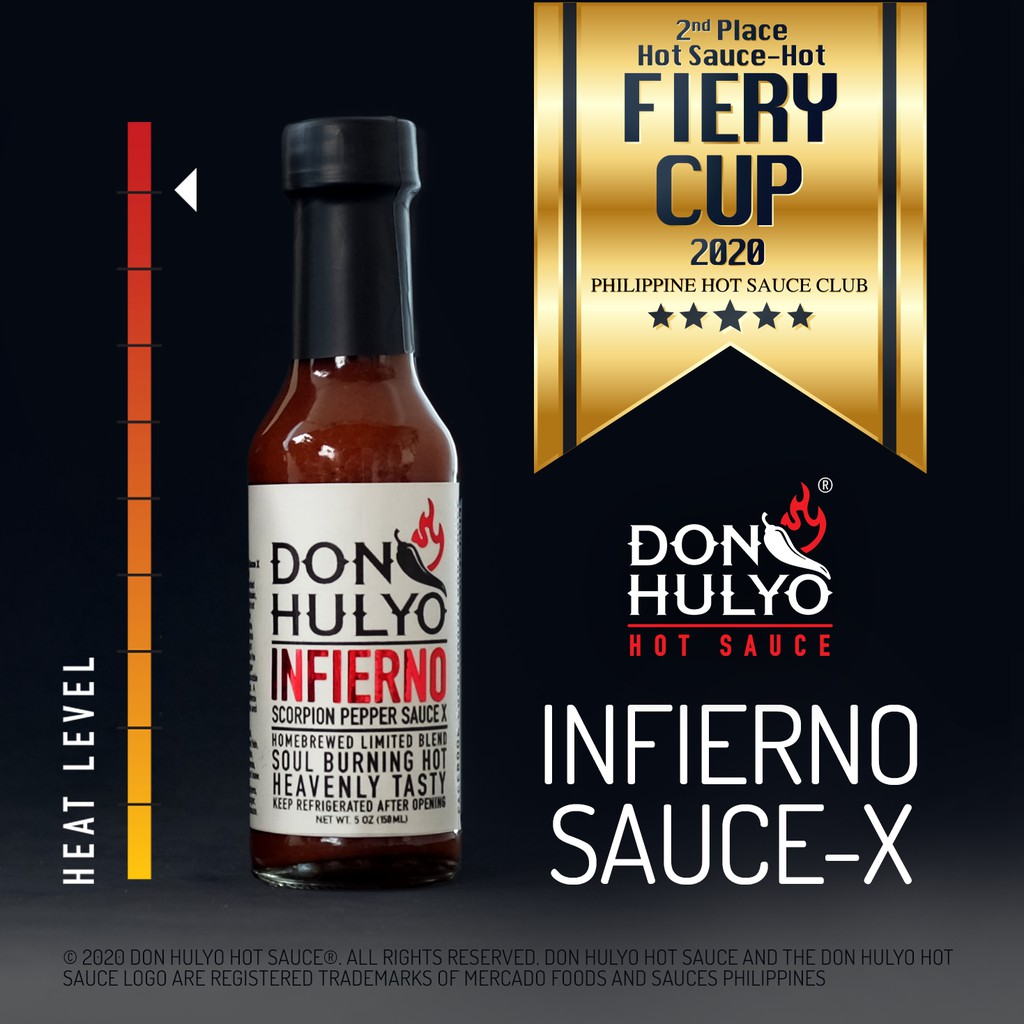 2nd Place
Hot Sauce-Hot
FIERY
CUP
2020
PHILIPPINE HOT SAUCE CLUB
DON
HULYO
INFIERNO
SCORPION PEPPER SAUCE X
HOMEBREWED LIMITED BLEND
SOUL BURNING HOT
HEAVENLY TASTY
KEEP REFRIGERATED AFTER OPENING
NET WT. 5 OZ (150 ML)
HEAT LEVEL
DON ®
HULYO
HOT SAUCE
INFIERNO
SAUCE-X
© 2020 DON HULYO HOT SAUCE®. ALL RIGHTS RESERVED. DON HULYO HOT SAUCE AND THE DON HULYO HOT
SAUCE LOGO ARE REGISTERED TRADEMARKS OF MERCADO FOODS AND SAUCES PHILIPPINES